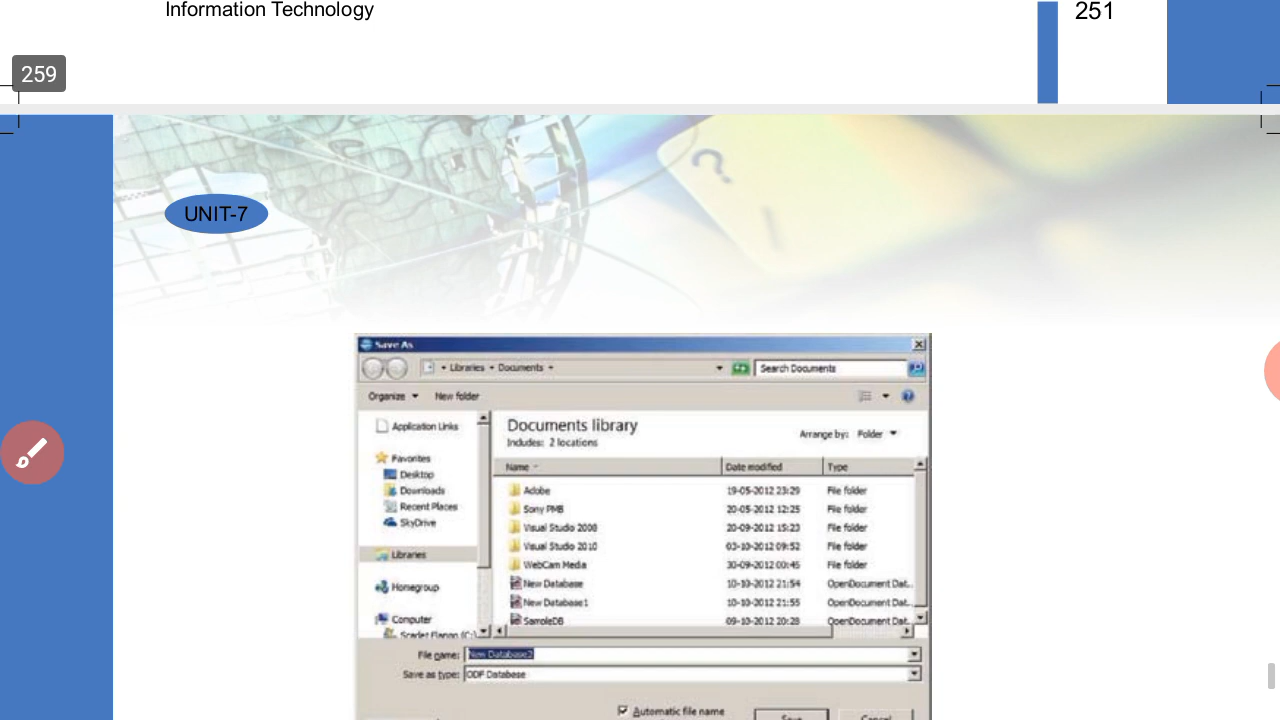 Information Technology
251
259
UNIT-7
Save As
Libraries Documents
Search Documents
Organize New folder
Application Links
Favorites
Desktop
Downloads
Recent Places
SkyDrive
Libraries
Homegroup
Computer
Documents library
Includes: 2 locations
Arrange by: Folder
Name Date modified Type
Adobe 19-05-2012 23:29 File folder
Sony PMB 20-05-2012 12:25 File folder
Visual Studio 2008 20-09-2012 15:23 File folder
Visual Studio 2010 03-10-2012 09:52 File folder
WebCam Media 30-09-2012 00:45 File folder
New Database 10-10-2012 21:54 OpenDocument Dat...
New Database1 10-10-2012 21:55 OpenDocument Dat...
SampleDB 09-10-2012 20:28 OpenDocument Dat...
File name: New Database2
Save as type: ODF Database
Automatic file name
Save Cancel